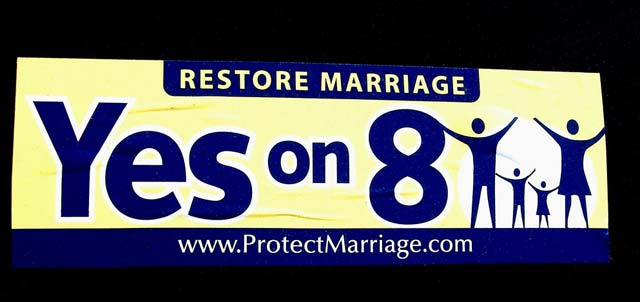 RESTORE MARRIAGE
Yes on 8
www.ProtectMarriage.com